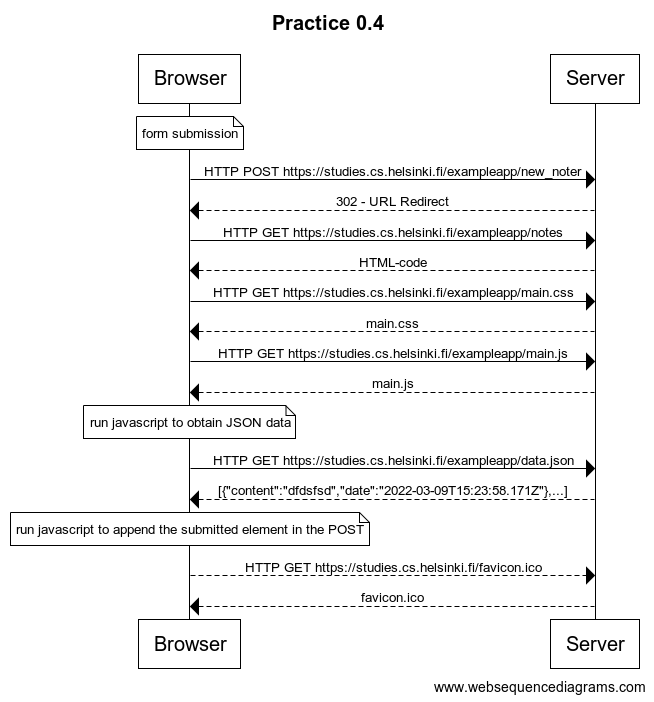 Practice 0.4
Browser
Server
form submission
HTTP POST https://studies.cs.helsinki.fi/exampleapp/new_noter
302 - URL Redirect
HTTP GET https://studies.cs.helsinki.fi/exampleapp/notes
HTML-code
HTTP GET https://studies.cs.helsinki.fi/exampleapp/main.css
main.css
HTTP GET https://studies.cs.helsinki.fi/exampleapp/main.js
main.js
run javascript to obtain JSON data
HTTP GET https://studies.cs.helsinki.fi/exampleapp/data.json
[{"content":"dfdsfsd","date":"2022-03-09T15:23:58.171Z"},...]
run javascript to append the submitted element in the POST
HTTP GET https://studies.cs.helsinki.fi/favicon.ico
favicon.ico
Browser
Server
www.websequencediagrams.com